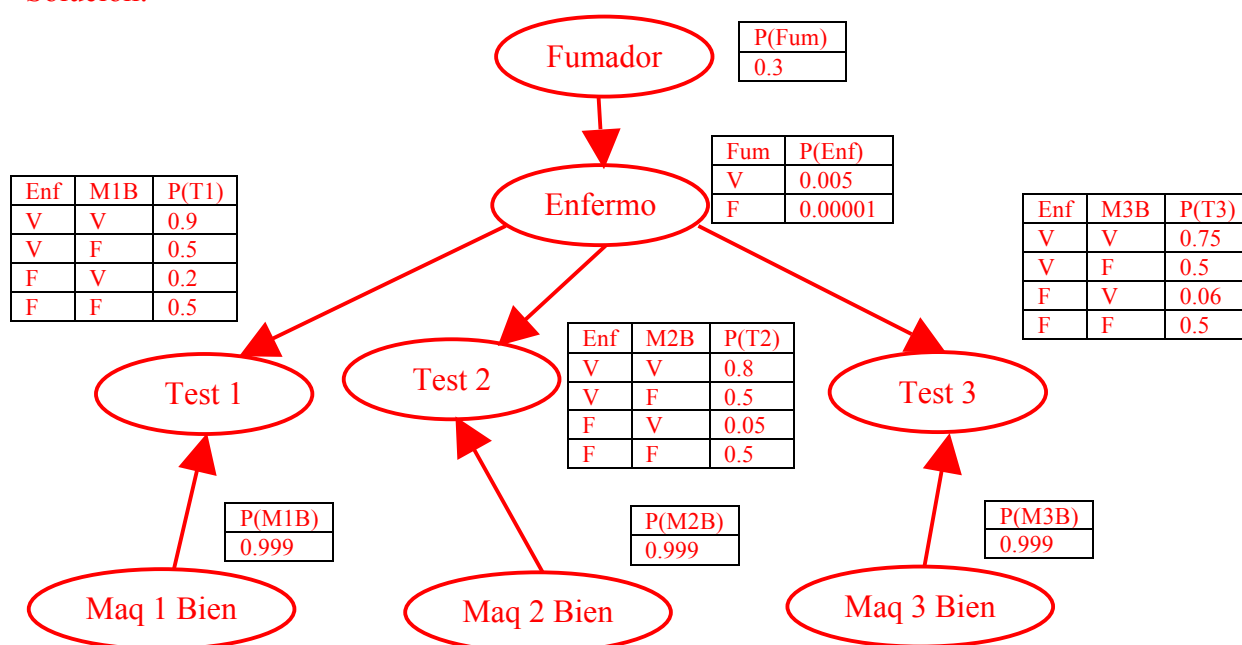 Solución:
Fumador
P(Fum)
0.3
Fum P(Enf)
V 0.005
F 0.00001
Enfermo
Enf M1B P(T1)
V V 0.9
V F 0.5
F V 0.2
F F 0.5
Enf M3B P(T3)
V V 0.75
V F 0.5
F V 0.06
F F 0.5
Enf M2B P(T2)
V V 0.8
V F 0.5
F V 0.05
F F 0.5
Test 1
Test 2
Test 3
P(M1B)
0.999
P(M2B)
0.999
P(M3B)
0.999
Maq 1 Bien
Maq 2 Bien
Maq 3 Bien